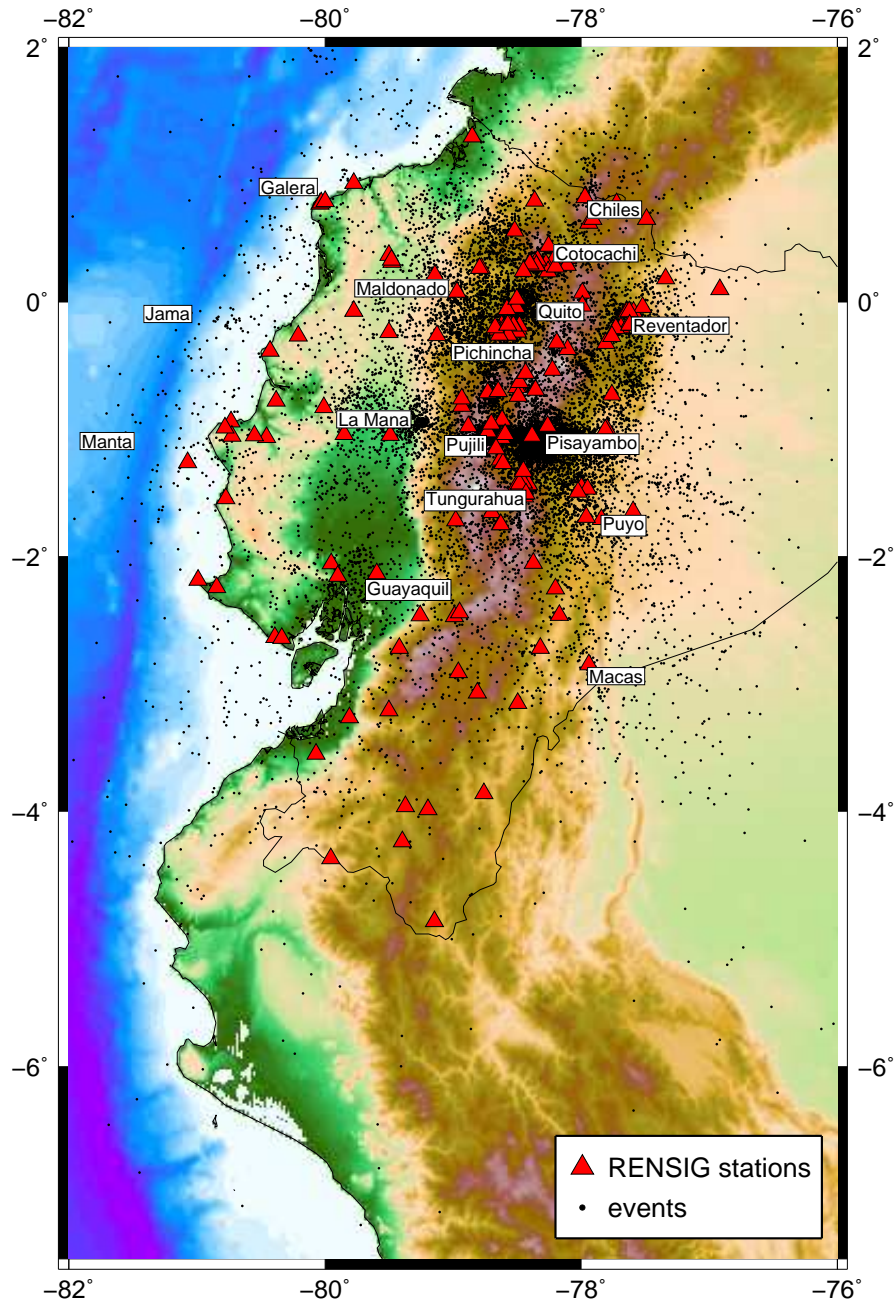 −82˚ −80˚ −78˚ −76˚
2˚ 2˚
Galera
Chiles
Cotocachi
Maldonado
0˚ 0˚
Jama
Quito
Reventador
Pichincha
La Mana
Manta
Pujili
Pisayambo
Tungurahua
Puyo
−2˚ −2˚
Guayaquil
Macas
−4˚ −4˚
−6˚ −6˚
RENSIG stations
events
−82˚ −80˚ −78˚ −76˚